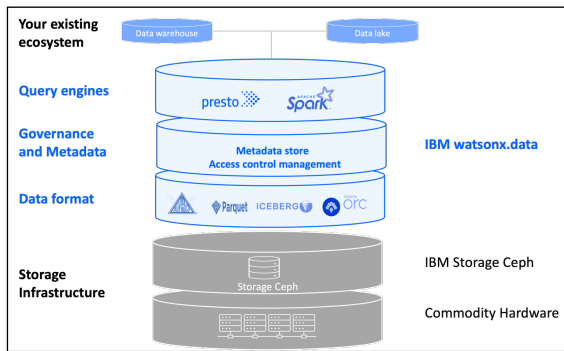 Your existing
ecosystem
Data warehouse
Data lake
Query engines
presto
APACHE
Spark
Governance
and Metadata
Metadata store
Access control management
IBM watsonx.data
Data format
Parquet
ICEBERG
orc
Storage
Infrastructure
Storage Ceph
IBM Storage Ceph
Commodity Hardware